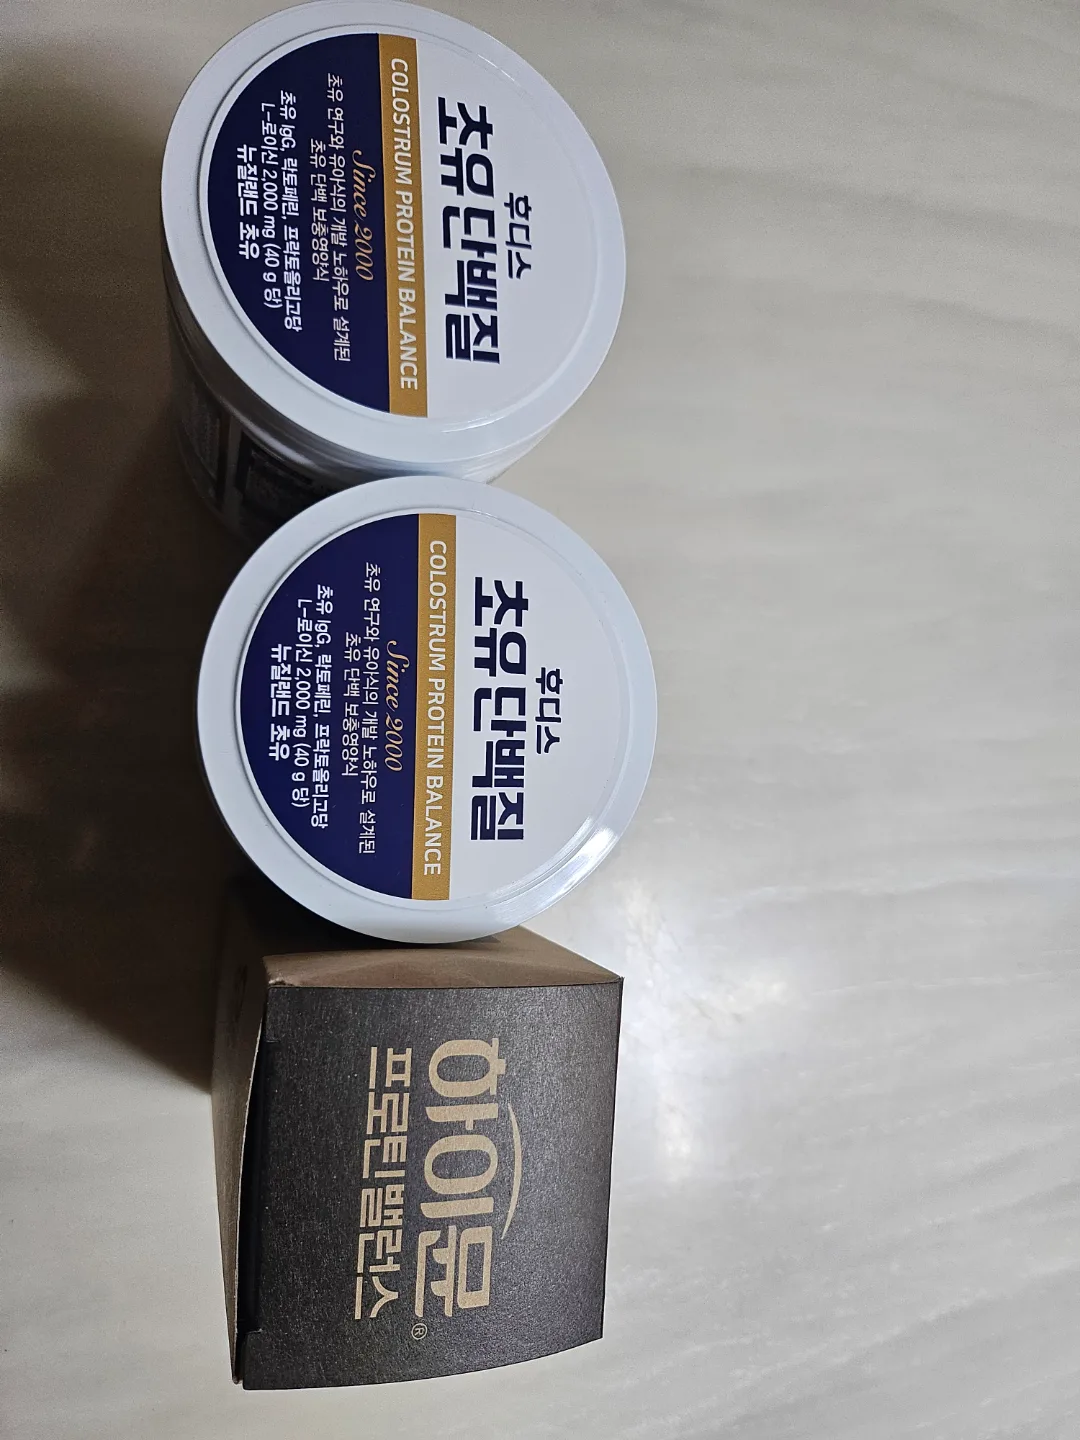 후디스
초유 단백질
COLOSTRUM PROTEIN BALANCE
Since 2000
초유 연구와 유아식의 개발 노하우로 설계된
초유 단백 보충영양식
초유 IgG, 락토페린, 프락토올리고당
L-로이신 2,000 mg (40 g 당)
뉴질랜드 초유
후디스
초유 단백질
COLOSTRUM PROTEIN BALANCE
Since 2000
초유 연구와 유아식의 개발 노하우로 설계된
초유 단백 보충영양식
초유 IgG, 락토페린, 프락토올리고당
L-로이신 2,000 mg (40 g 당)
뉴질랜드 초유
하이뮨®
프로틴밸런스